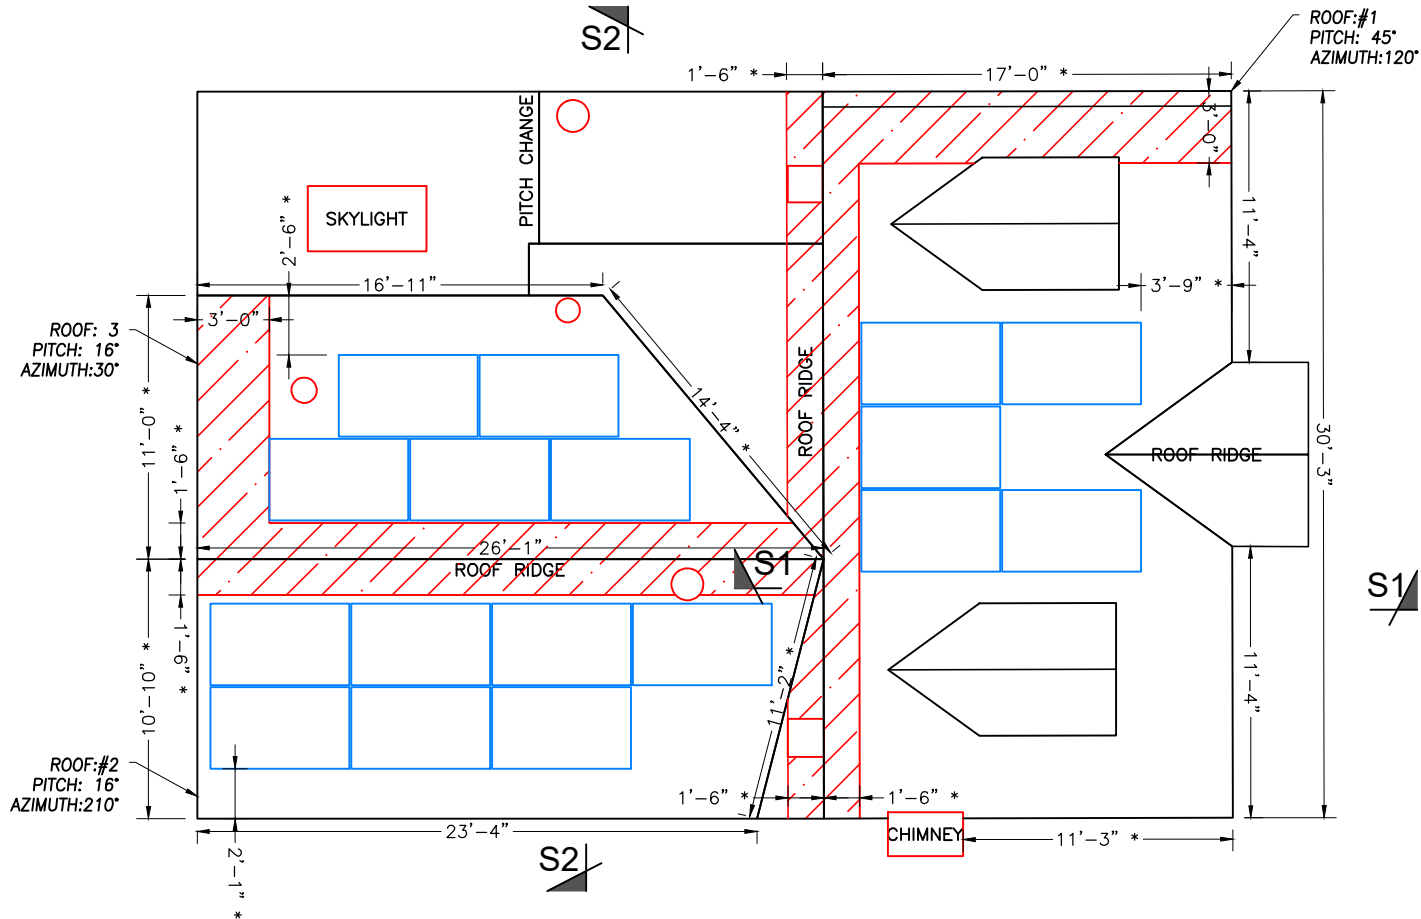 S2
ROOF:#1
PITCH: 45°
AZIMUTH:120°
1'-6" *
17'-0" *
PITCH CHANGE
3'-0"
SKYLIGHT
2'-6" *
11'-4"
16'-11"
3'-9" *
3'-0"
ROOF: 3
PITCH: 16°
AZIMUTH:30°
ROOF RIDGE
14'-4" *
11'-0" *
1'-6" *
ROOF RIDGE
30'-3"
26'-1"
ROOF RIDGE
S1
S1
1'-6" *
10'-10" *
11'-2" *
11'-4"
ROOF:#2
PITCH: 16°
AZIMUTH:210°
1'-6" *
1'-6" *
23'-4"
CHIMNEY
11'-3" *
S2
2'-1" *